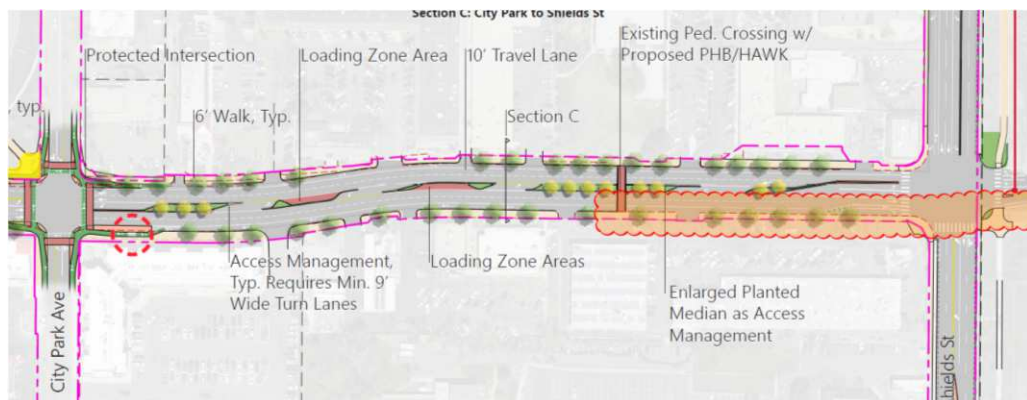 Section C: City Park to Shields St
Existing Ped. Crossing w/
Proposed PHB/HAWK
Protected Intersection
Loading Zone Area
10' Travel Lane
typ.
6' Walk, Typ.
Section C
Access Management,
Typ. Requires Min. 9'
Wide Turn Lanes
Loading Zone Areas
Enlarged Planted
Median as Access
Management
City Park Ave
hields St